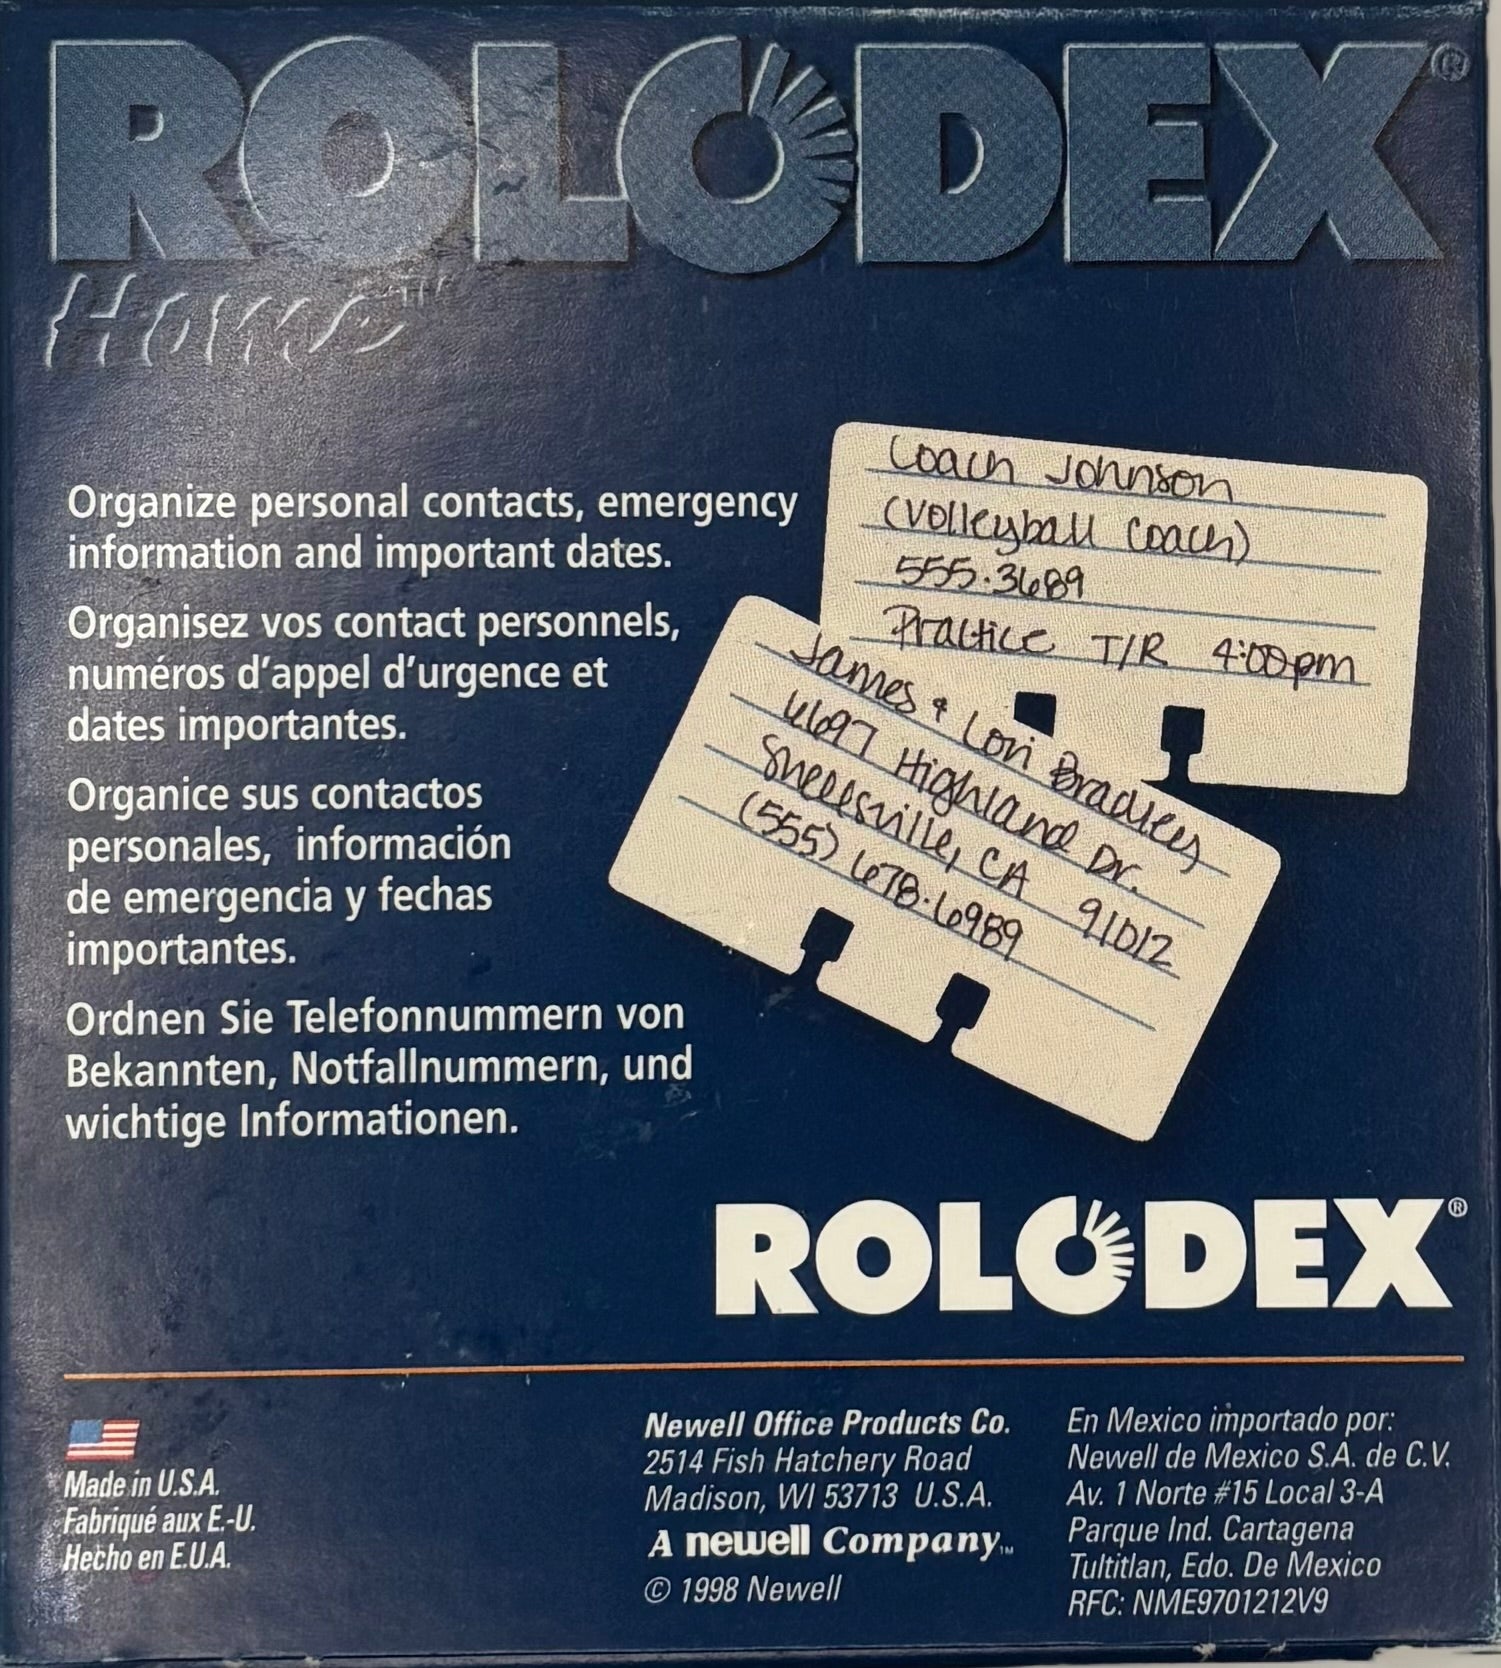 ROLODEX®
Home™
Organize personal contacts, emergency
information and important dates.
Organisez vos contact personnels,
numéros d'appel d'urgence et
dates importantes.
Organice sus contactos
personales, información
de emergencia y fechas
importantes.
Ordnen Sie Telefonnummern von
Bekannten, Notfallnummern, und
wichtige Informationen.
Coach Johnson
(Volleyball Coach)
555·3689
Practice T/R 4:00pm
James & Lori Bradley
6697 Highland Dr.
Sneersville, CA 91012
(555) 678·6989
ROLODEX®
Made in U.S.A.
Fabriqué aux E.-U.
Hecho en E.U.A.
Newell Office Products Co.
2514 Fish Hatchery Road
Madison, WI 53713 U.S.A.
A newell Company™
© 1998 Newell
En Mexico importado por:
Newell de Mexico S.A. de C.V.
Av. 1 Norte #15 Local 3-A
Parque Ind. Cartagena
Tultitlan, Edo. De Mexico
RFC: NME9701212V9